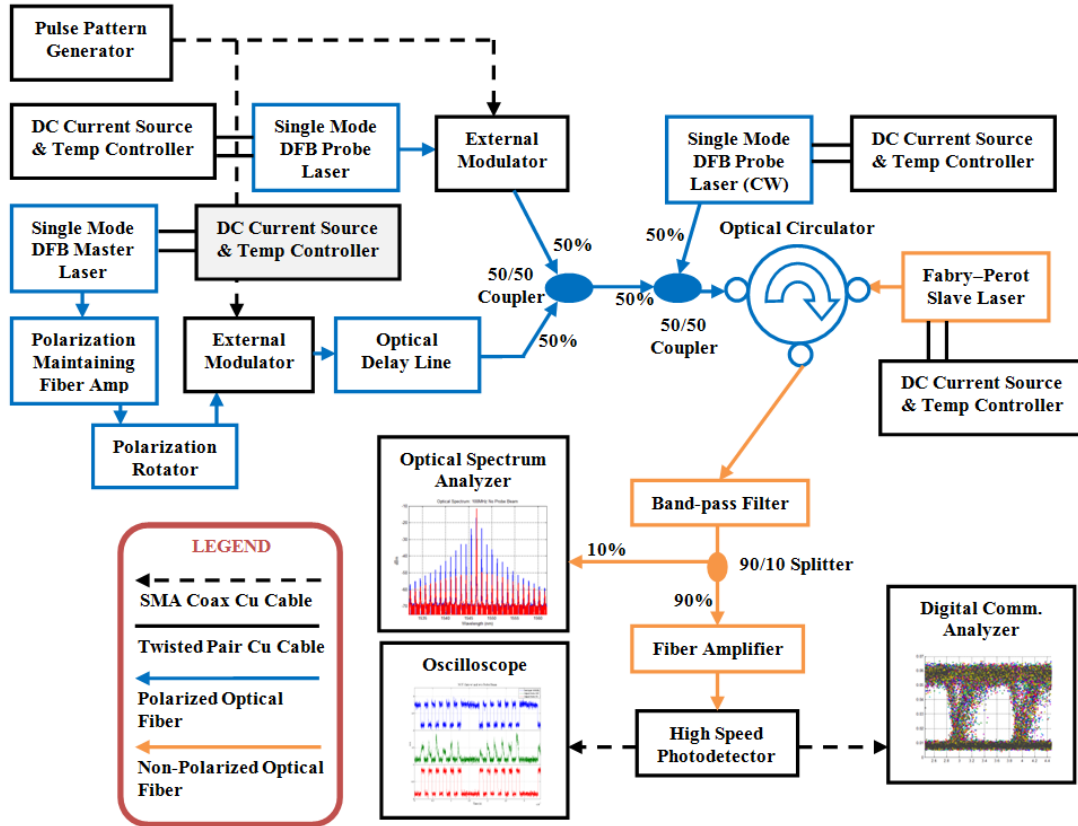 Pulse Pattern
Generator
DC Current Source
& Temp Controller
Single Mode
DFB Probe
Laser
External
Modulator
Single Mode
DFB Probe
Laser (CW)
DC Current Source
& Temp Controller
Single Mode
DFB Master
Laser
DC Current Source
& Temp Controller
50%
50/50
Coupler
50%
50%
50%
50/50
Coupler
Optical Circulator
Fabry–Perot
Slave Laser
DC Current Source
& Temp Controller
Polarization
Maintaining
Fiber Amp
External
Modulator
Optical
Delay Line
Polarization
Rotator
Optical Spectrum
Analyzer
Band-pass Filter
10%
90/10 Splitter
90%
Fiber Amplifier
High Speed
Photodetector
Oscilloscope
Digital Comm.
Analyzer
LEGEND
SMA Coax Cu Cable
Twisted Pair Cu Cable
Polarized Optical
Fiber
Non-Polarized Optical
Fiber